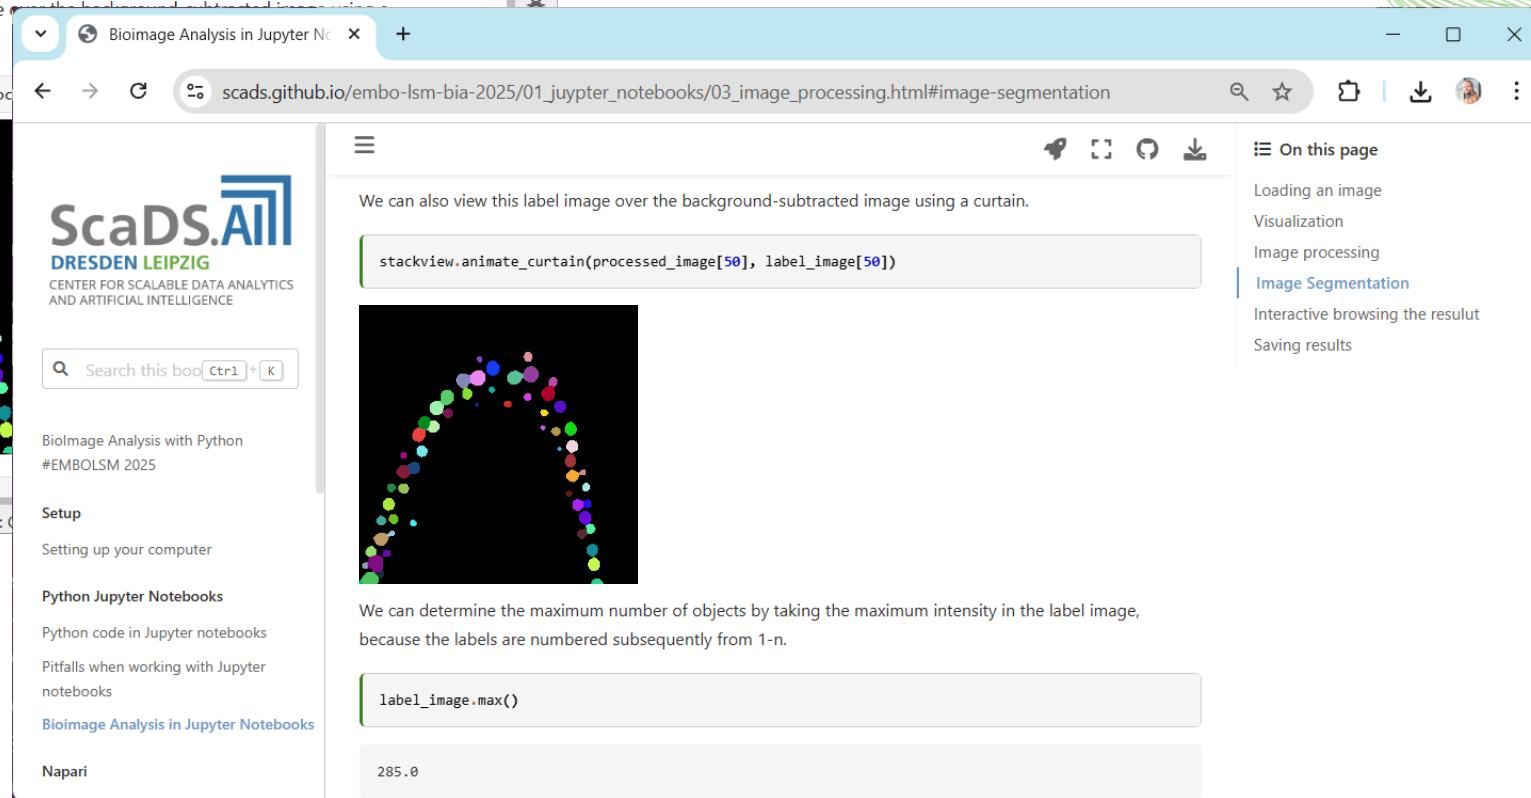 Bioimage Analysis in Jupyter No
scads.github.io/embo-lsm-bia-2025/01_juypter_notebooks/03_image_processing.html#image-segmentation
ScaDS.AI
DRESDEN LEIPZIG
CENTER FOR SCALABLE DATA ANALYTICS
AND ARTIFICIAL INTELLIGENCE
Search this boo Ctrl + K
BioImage Analysis with Python
#EMBOLSM 2025
Setup
Setting up your computer
Python Jupyter Notebooks
Python code in Jupyter notebooks
Pitfalls when working with Jupyter
notebooks
Bioimage Analysis in Jupyter Notebooks
Napari
We can also view this label image over the background-subtracted image using a curtain.
stackview.animate_curtain(processed_image[50], label_image[50])
We can determine the maximum number of objects by taking the maximum intensity in the label image,
because the labels are numbered subsequently from 1-n.
label_image.max()
285.0
On this page
Loading an image
Visualization
Image processing
Image Segmentation
Interactive browsing the resulut
Saving results